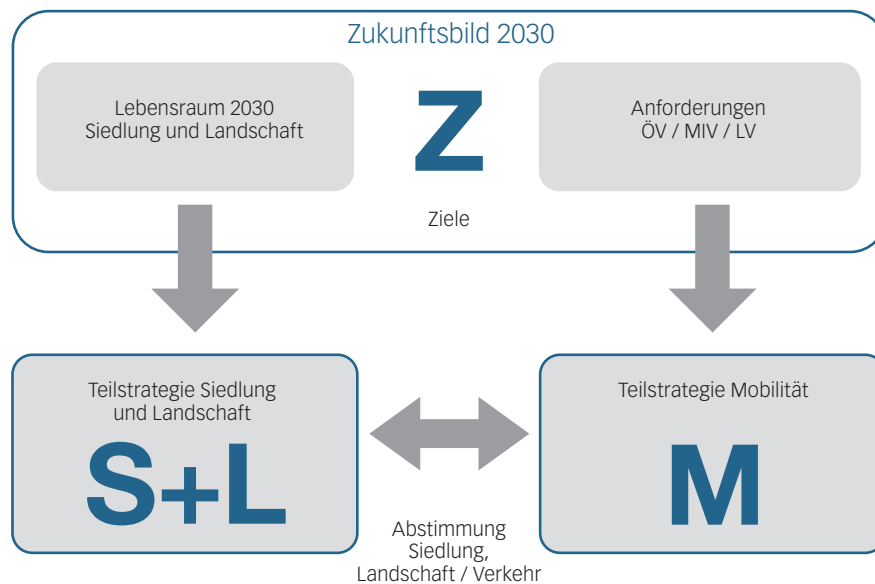 Zukunftsbild 2030
Lebensraum 2030
Siedlung und Landschaft
Z
Ziele
Anforderungen
ÖV / MIV / LV
Teilstrategie Siedlung
und Landschaft
S+L
Abstimmung
Siedlung,
Landschaft / Verkehr
Teilstrategie Mobilität
M